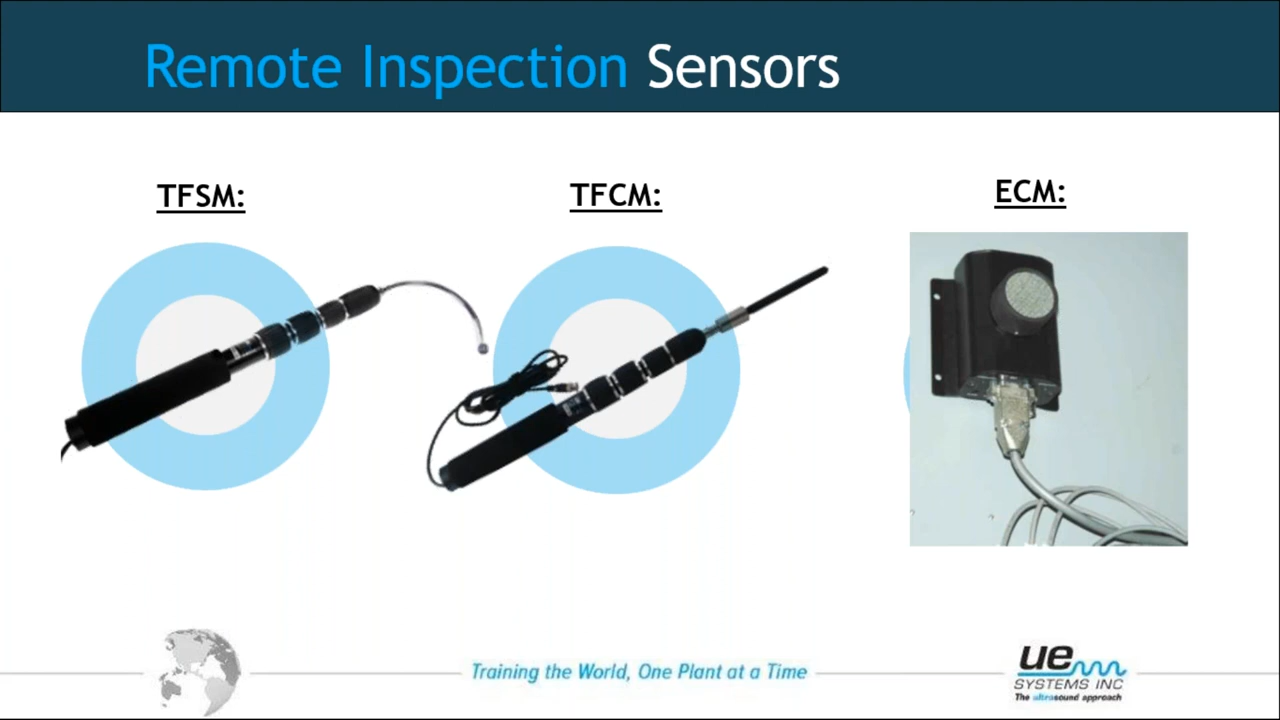 Remote Inspection Sensors
TFSM:
TFCM:
ECM:
Training the World, One Plant at a Time
ue
SYSTEMS INC
The ultrasound approach